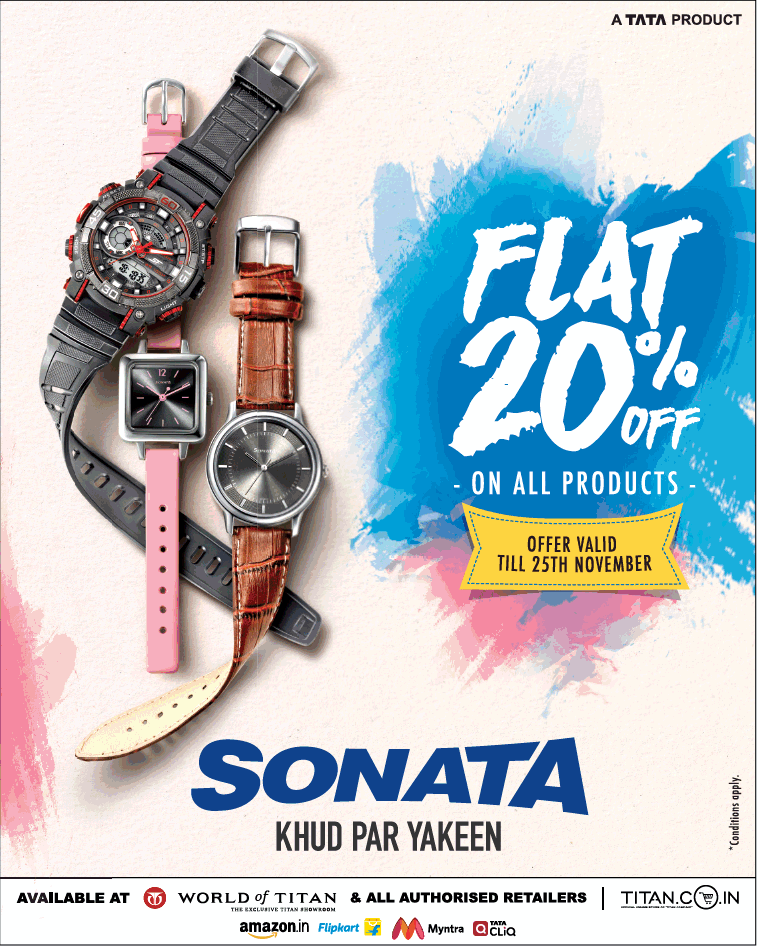 A TATA PRODUCT
FLAT
20%
OFF
- ON ALL PRODUCTS -
OFFER VALID
TILL 25TH NOVEMBER
SONATA
KHUD PAR YAKEEN
*Conditions apply.
AVAILABLE AT WORLD of TITAN & ALL AUTHORISED RETAILERS | TITAN.CO.IN
THE EXCLUSIVE TITAN SHOWROOM
amazon.in Flipkart Myntra TATA CLiQ